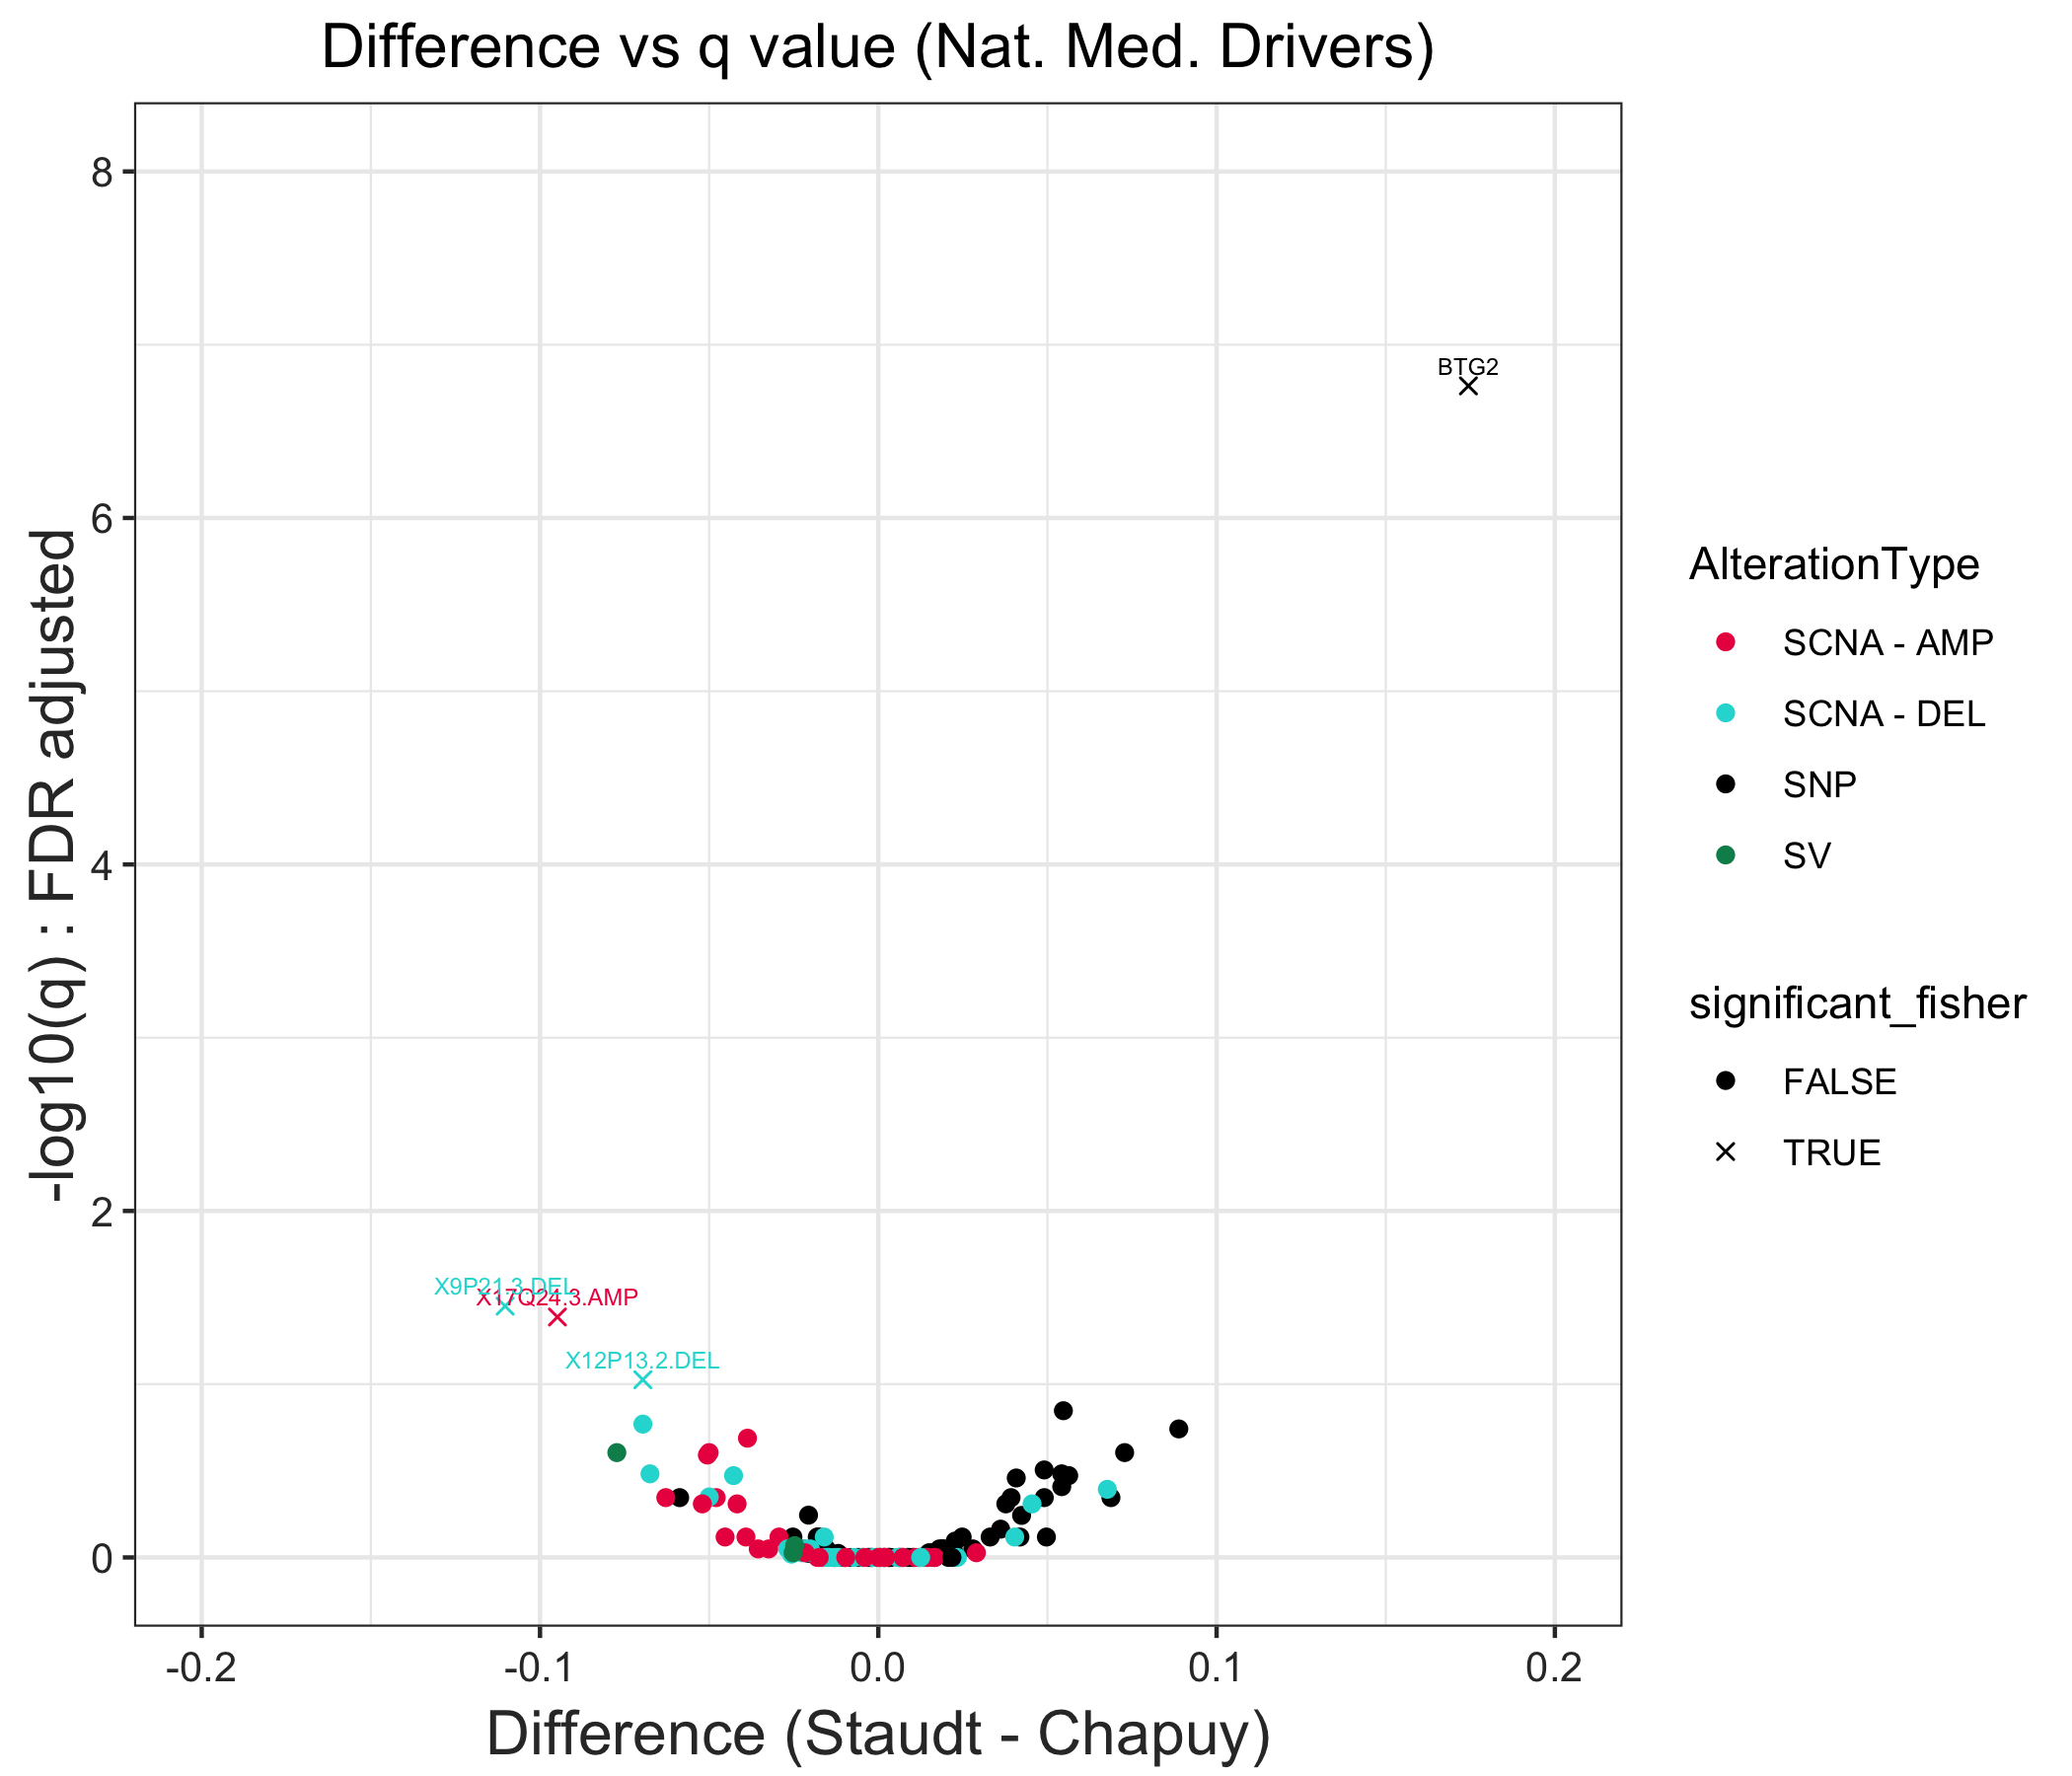 Difference vs q value (Nat. Med. Drivers)
8
6
4
2
0
-log10(q) : FDR adjusted
BTG2
X9P21.3.DEL
X17Q24.3.AMP
X12P13.2.DEL
-0.2
-0.1
0.0
0.1
0.2
Difference (Staudt - Chapuy)
AlterationType
SCNA - AMP
SCNA - DEL
SNP
SV
significant_fisher
FALSE
TRUE